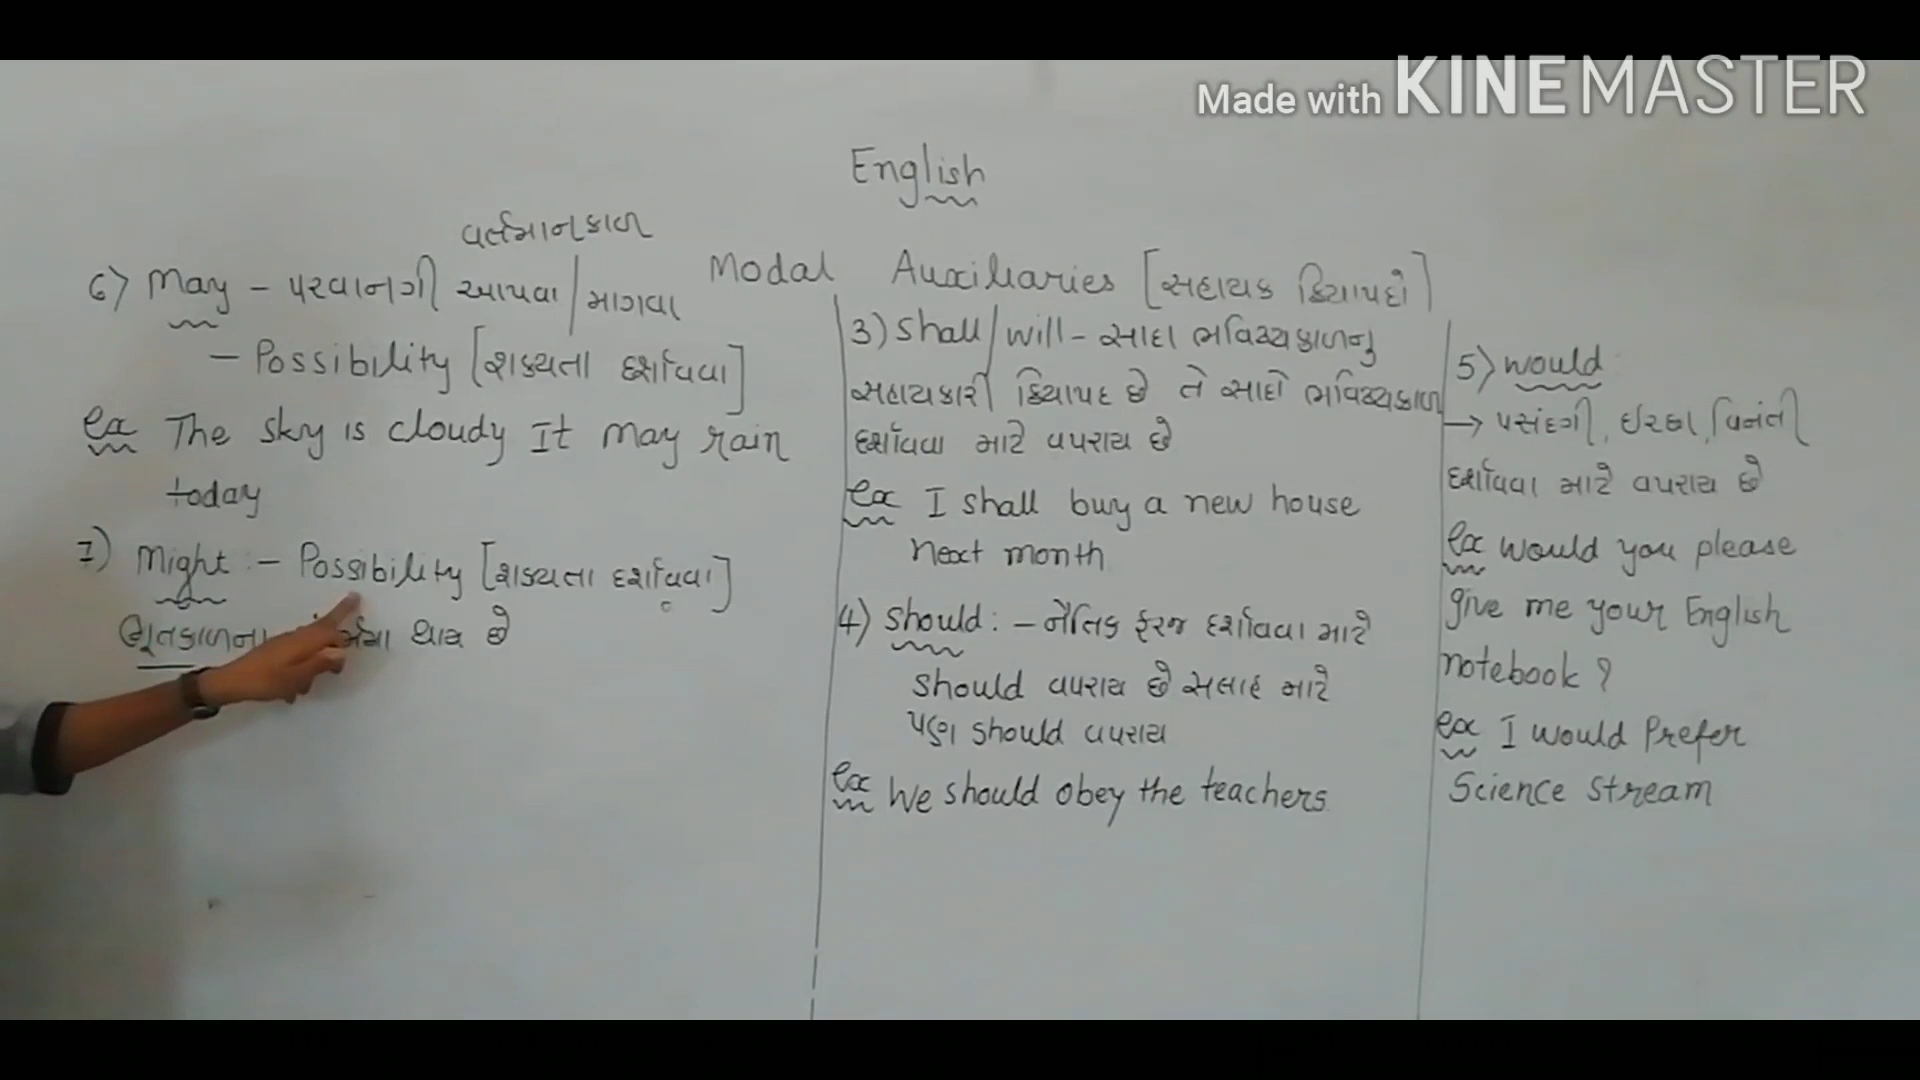 Made with KINEMASTER
English
Modal Auxiliaries [સહાયક ક્રિયાપદો]
વર્તમાનકાળ
6) May - પરવાનગી આપવા / માગવા
- Possibility [શક્યતા દર્શાવવા]
ex The sky is cloudy It may rain
today
7) Might :- Possibility [શક્યતા દર્શાવવા]
ભૂતકાળના થાય છે
3) Shall / will - સાદા ભવિષ્યકાળનુ
સહાયકારી ક્રિયાપદ છે તે સાદો ભવિષ્યકાળ
દર્શાવવા માટે વપરાય છે
ex I shall buy a new house
next month
4) Should : - નૈતિક ફરજ દર્શાવવા માટે
should વપરાય છે સલાહ માટે
પણ should વપરાય
ex We should obey the teachers
5) would
→ પસંદગી, ઈચ્છા, વિનંતી
દર્શાવવા માટે વપરાય છે
ex would you please
give me your English
notebook?
ex I would Prefer
Science Stream